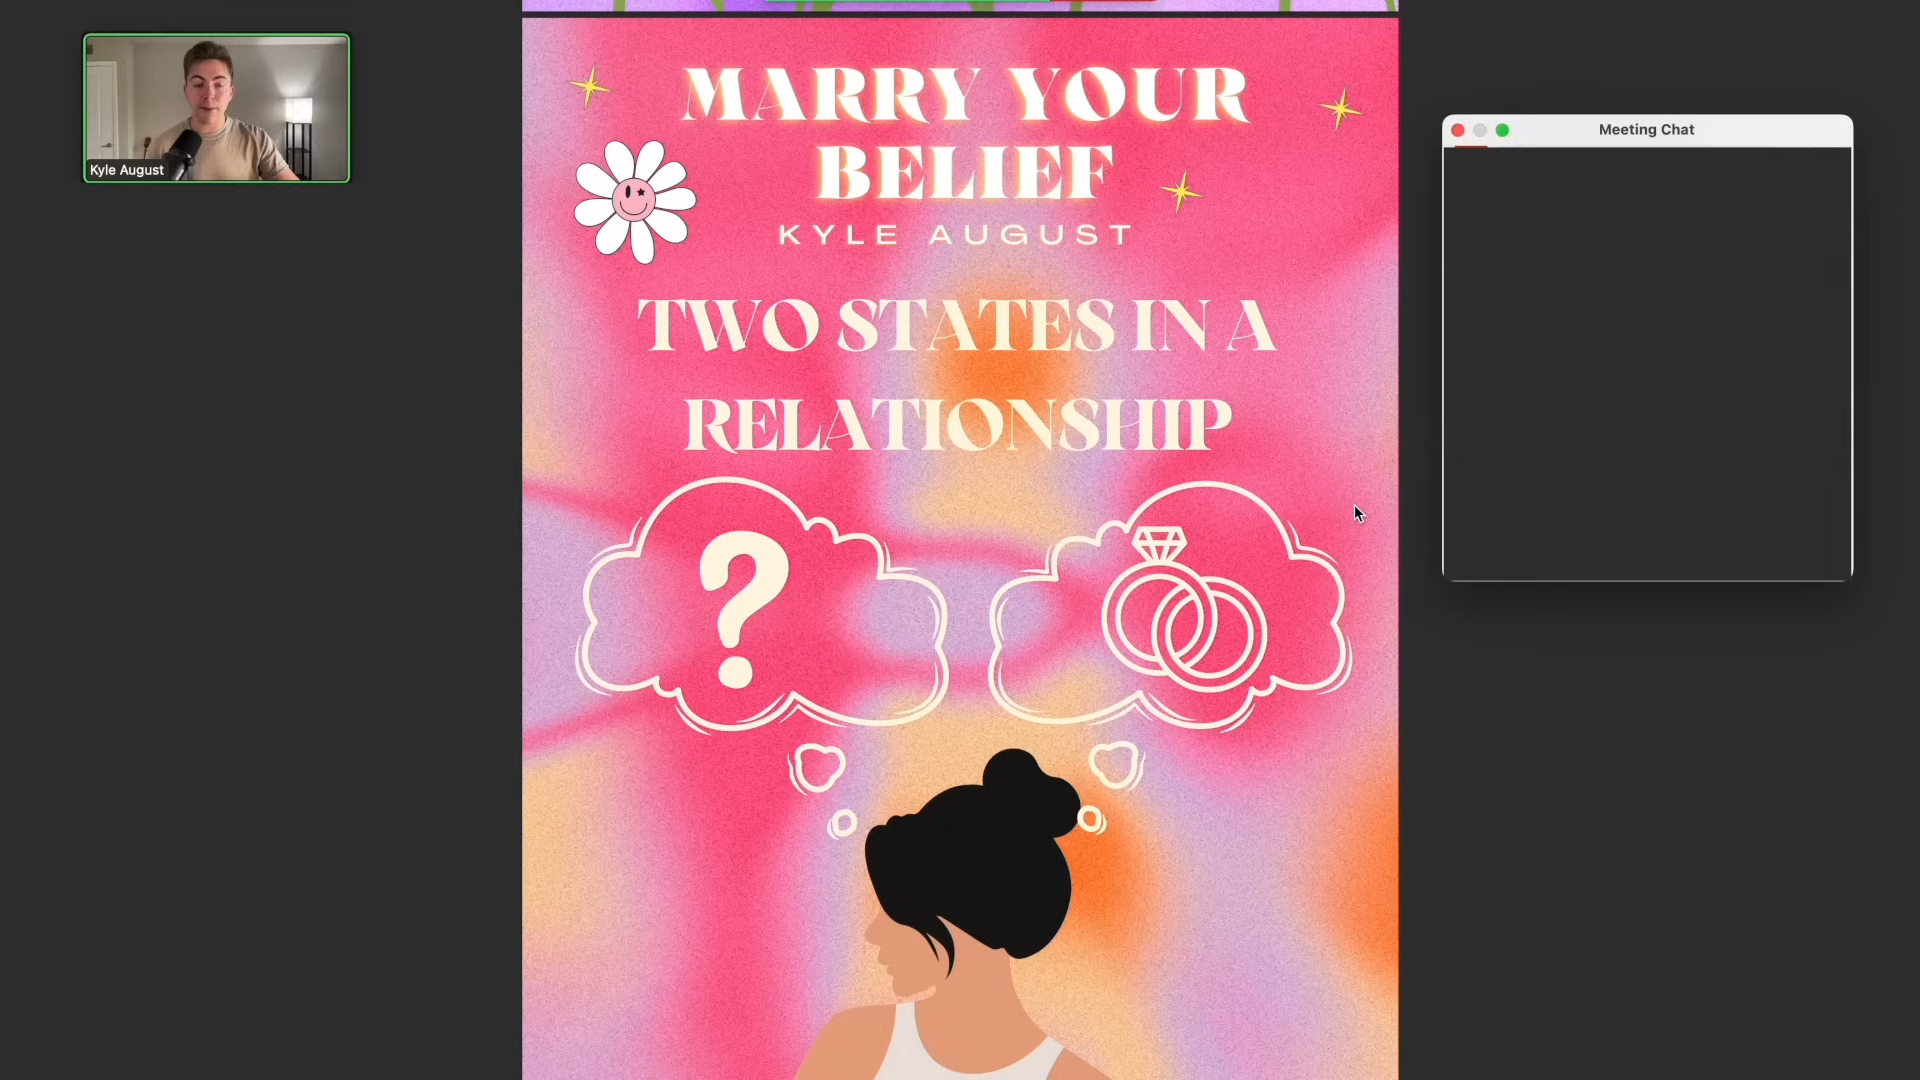 MARRY YOUR
BELIEF
KYLE AUGUST
TWO STATES IN A
RELATIONSHIP
?
Kyle August
Meeting Chat